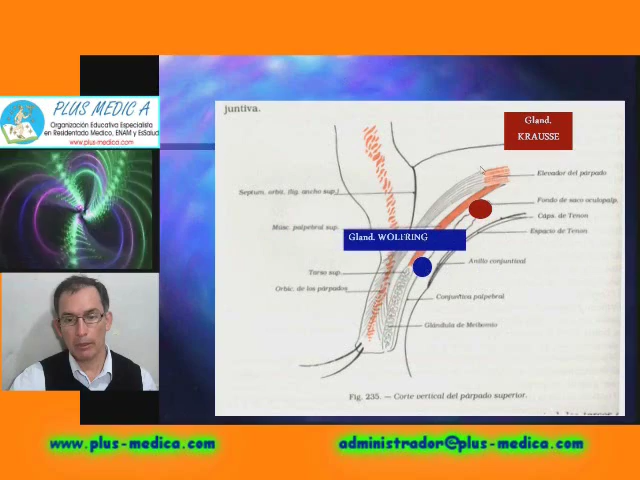 PLUS MEDIC A
Organización Educativa Especialista
en Residentado Medico, ENAM y EsSalud
www.plus-medica.com
juntiva.
Gland.
KRAUSSE
Elevador del párpado
Septum. orbit. (lig. ancho sup.)
Fondo de saco oculopalp.
Cáps. de Tenon
Músc. palpebral sup.
Espacio de Tenon
Gland. WOLFRING
Anillo conjuntival
Tarso sup.
Orbic. de los párpados
Conjuntiva palpebral
Glándula de Meibomio
Fig. 235. — Corte vertical del párpado superior.
www.plus-medica.com
administrador@plus-medica.com